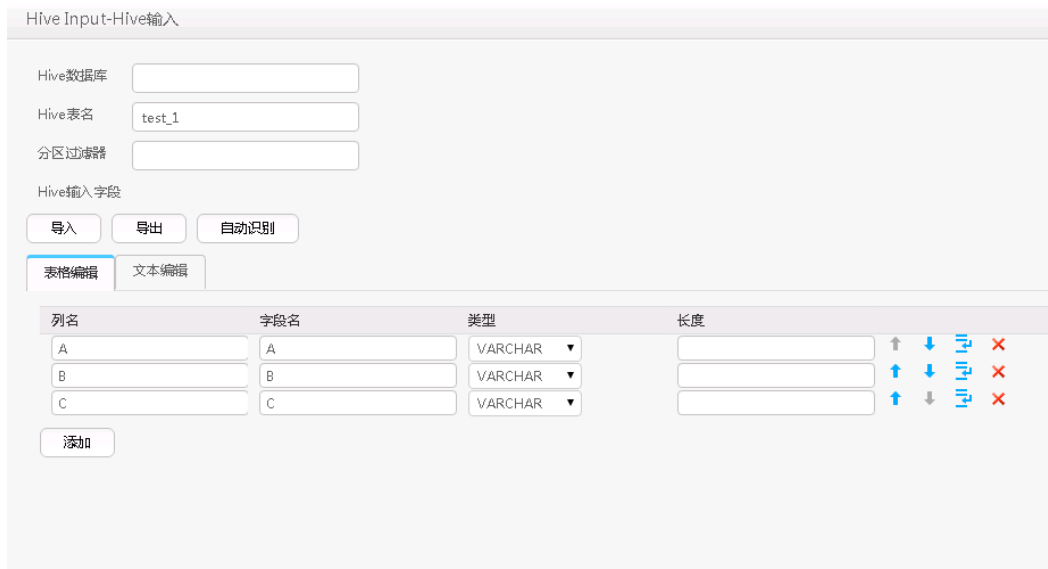 Hive Input-Hive输入
Hive数据库
Hive表名 test_1
分区过滤器
Hive输入字段
导入 导出 自动识别
表格编辑 文本编辑
列名 字段名 类型 长度
A A VARCHAR
B B VARCHAR
C C VARCHAR
添加